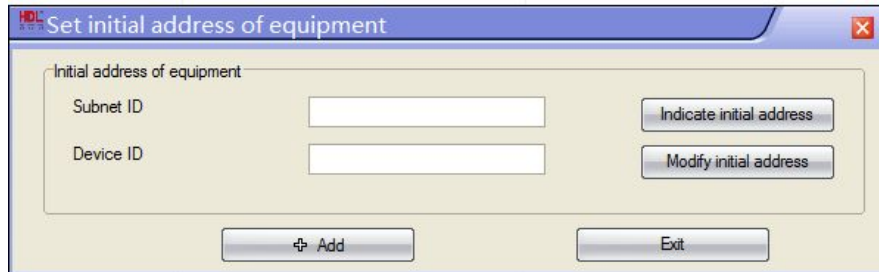 HDL Set initial address of equipment
Initial address of equipment
Subnet ID
Indicate initial address
Device ID
Modify initial address
Add
Exit